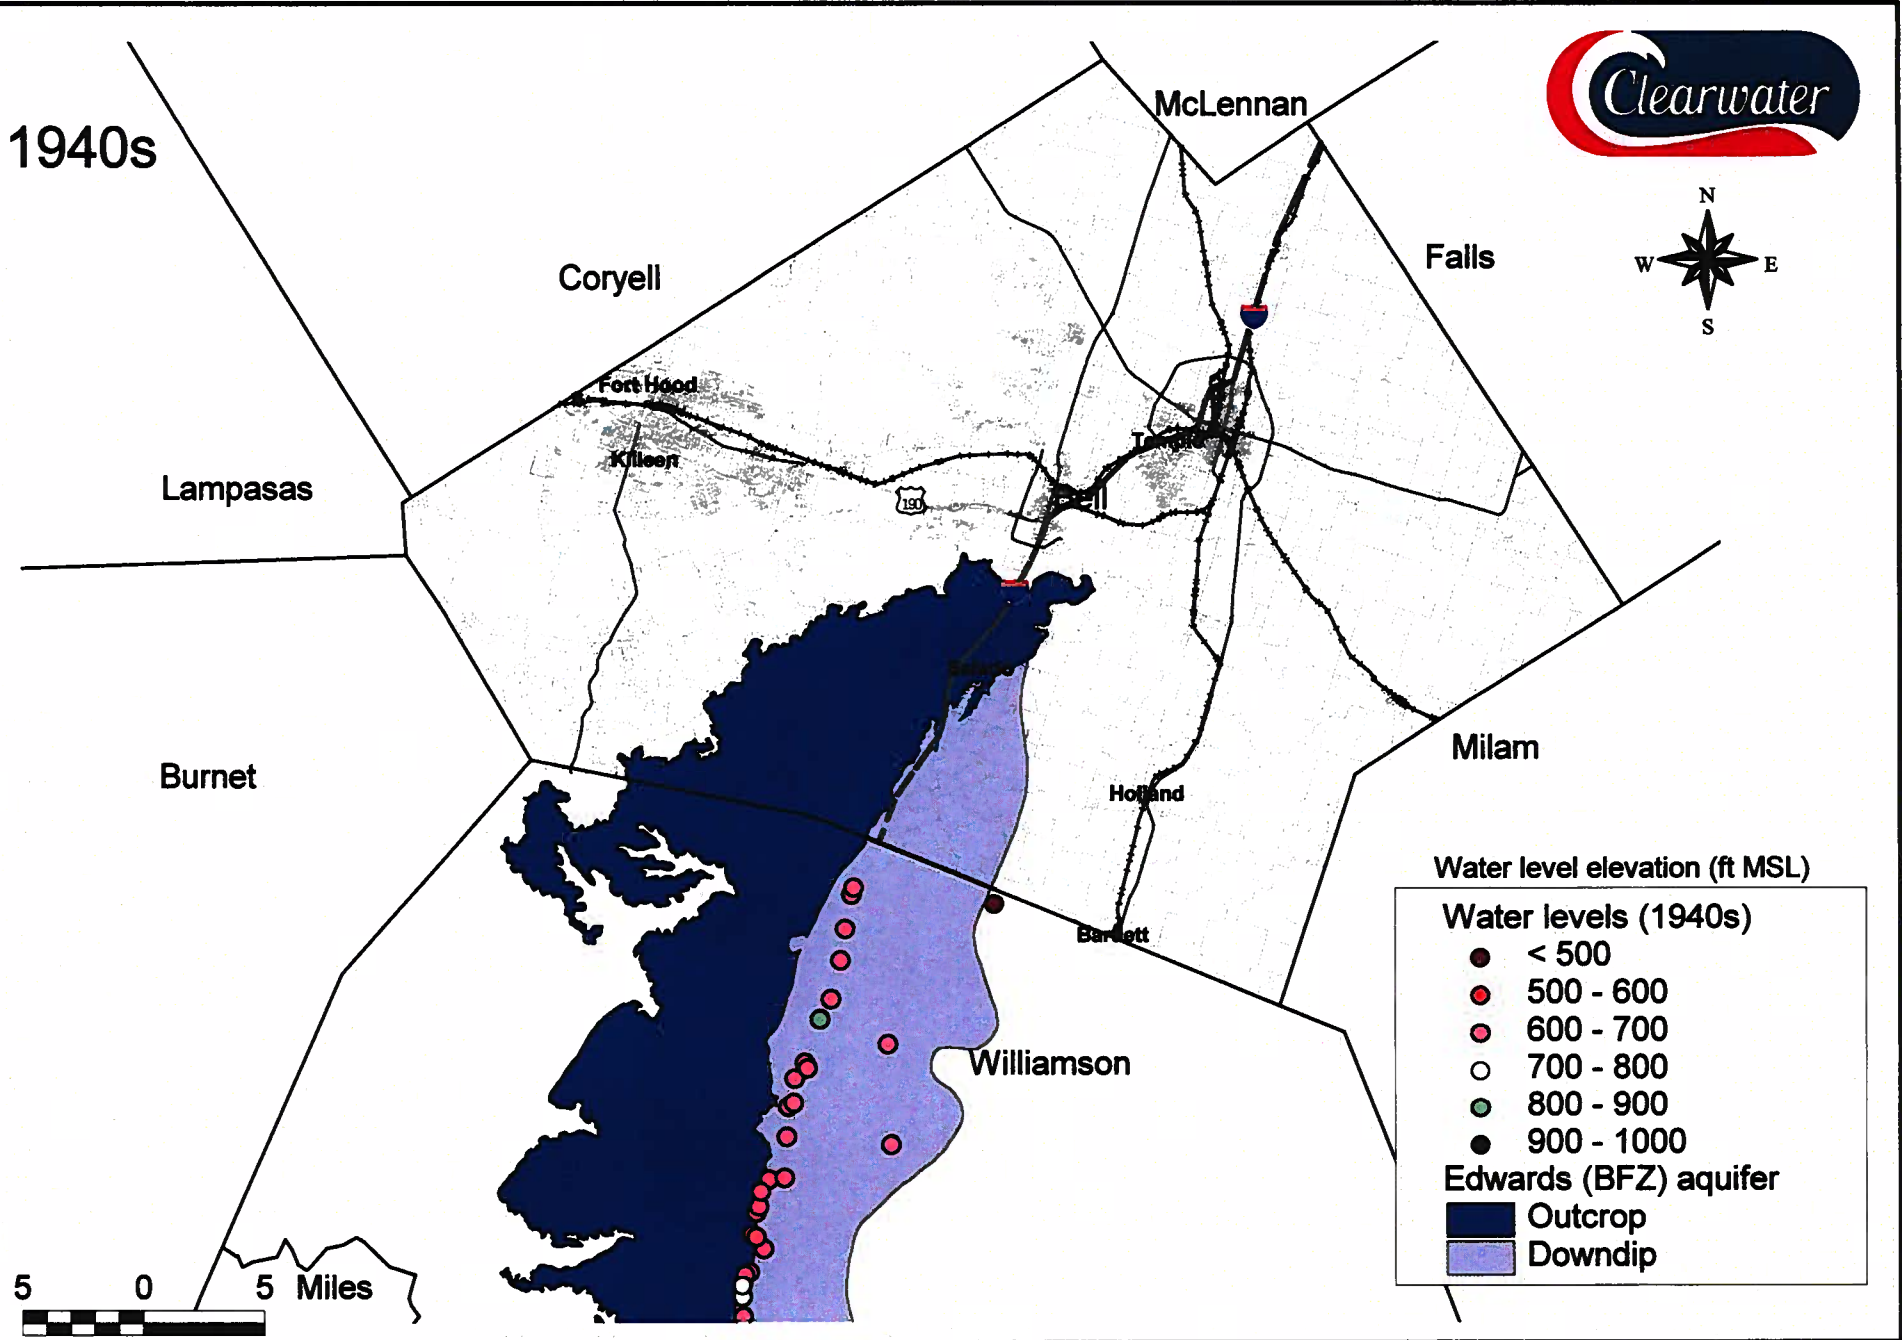 1940s
McLennan
Clearwater
N
W E
S
Falls
Coryell
Fort Hood
Killeen
Temple
Lampasas
190
Bell
Salado
Burnet
Milam
Holland
Bartlett
Williamson
Water level elevation (ft MSL)
Water levels (1940s)
< 500
500 - 600
600 - 700
700 - 800
800 - 900
900 - 1000
Edwards (BFZ) aquifer
Outcrop
Downdip
5 0 5 Miles